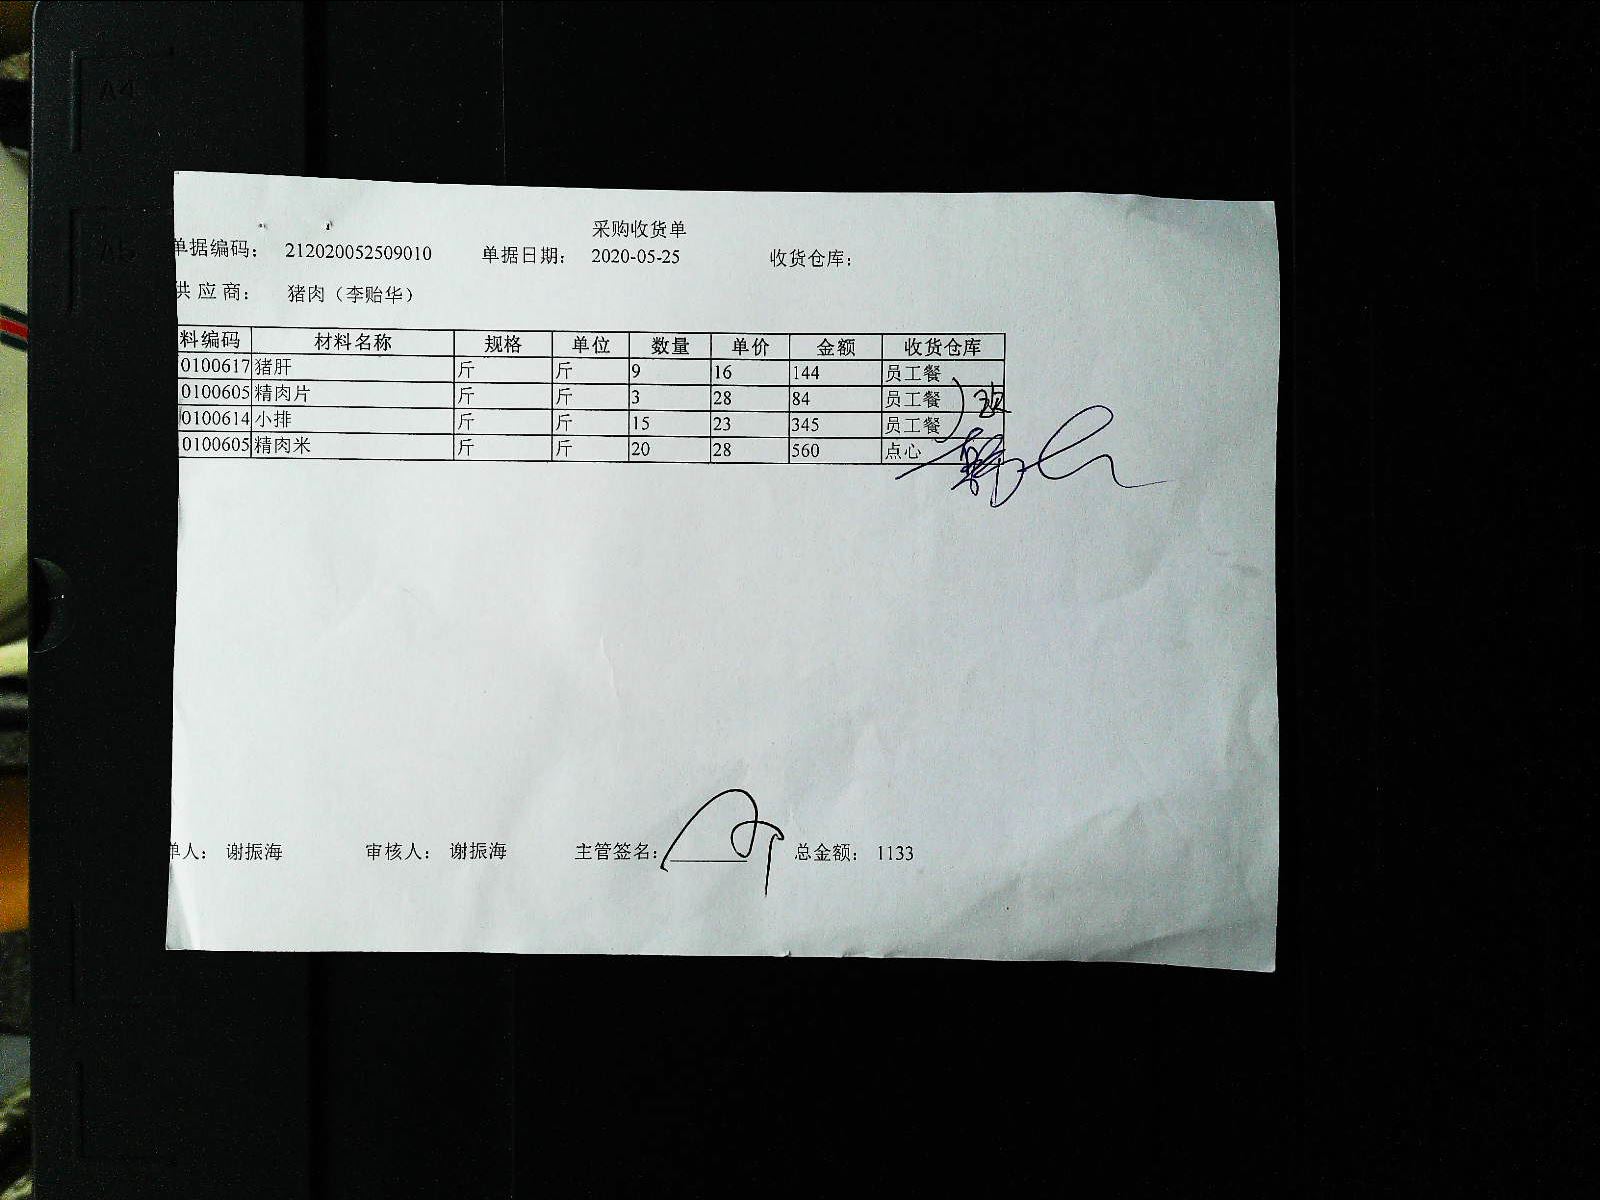 采购收货单
单据编码： 212020052509010 单据日期： 2020-05-25 收货仓库：
供 应 商： 猪肉（李贻华）
料编码 材料名称 规格 单位 数量 单价 金额 收货仓库
0100617 猪肝 斤 斤 9 16 144 员工餐
0100605 精肉片 斤 斤 3 28 84 员工餐
0100614 小排 斤 斤 15 23 345 员工餐
0100605 精肉米 斤 斤 20 28 560 点心
单人： 谢振海 审核人： 谢振海 主管签名： 总金额： 1133
A4
A5